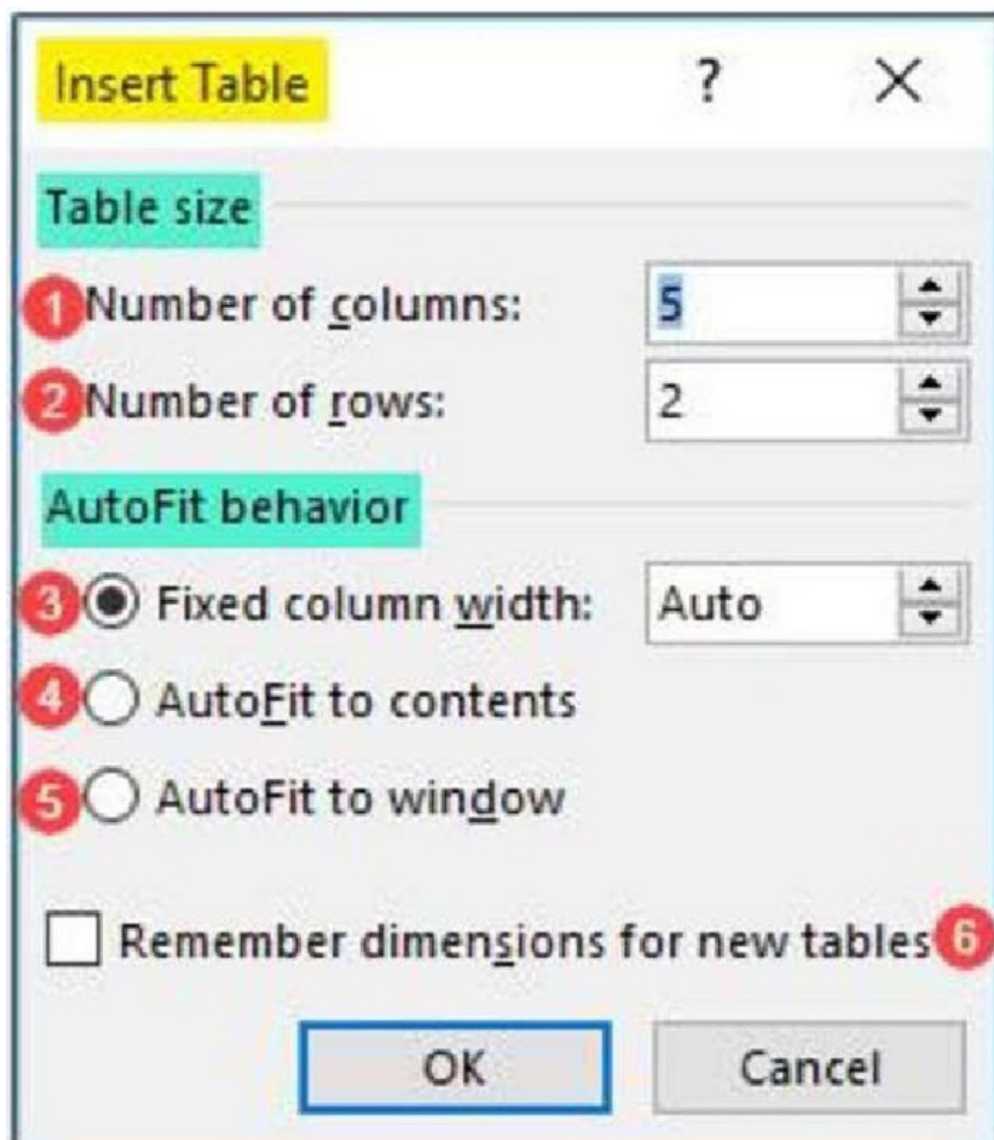 Insert Table ?
Table size
1 Number of columns: 5
2 Number of rows: 2
AutoFit behavior
3 Fixed column width: Auto
4 AutoFit to contents
5 AutoFit to window
Remember dimensions for new tables 6
OK Cancel